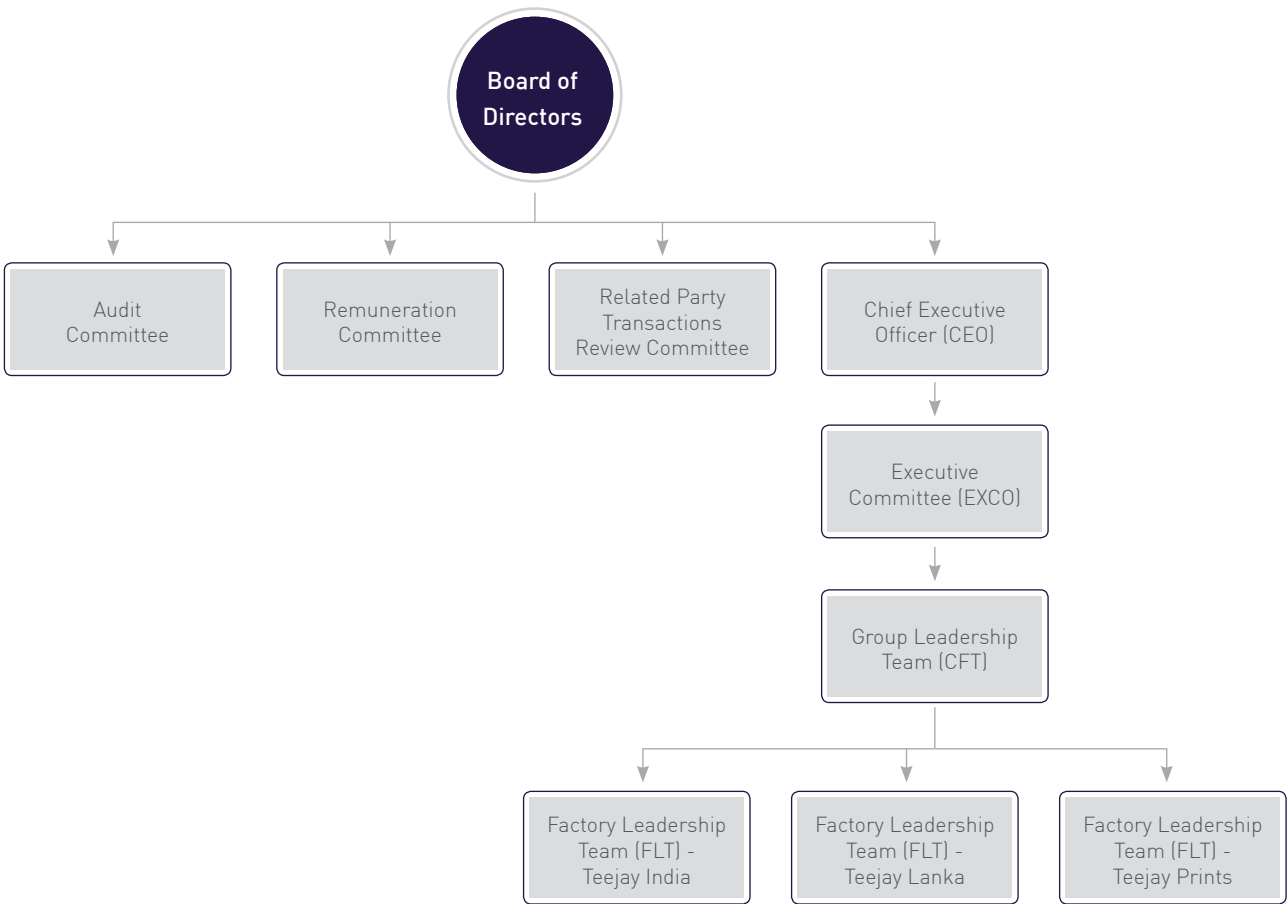 Board of
Directors
Audit
Committee
Remuneration
Committee
Related Party
Transactions
Review Committee
Chief Executive
Officer (CEO)
Executive
Committee (EXCO)
Group Leadership
Team (CFT)
Factory Leadership
Team (FLT) -
Teejay India
Factory Leadership
Team (FLT) -
Teejay Lanka
Factory Leadership
Team (FLT) -
Teejay Prints